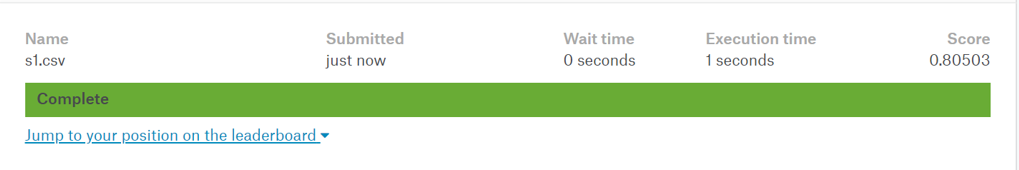 Name Submitted Wait time Execution time Score
s1.csv just now 0 seconds 1 seconds 0.80503
Complete
Jump to your position on the leaderboard